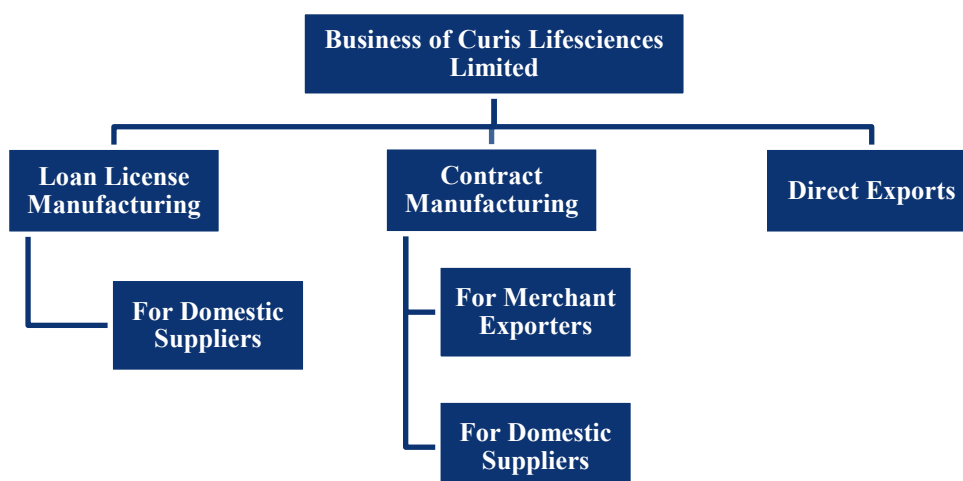 Business of Curis Lifesciences
Limited
Loan License
Manufacturing
Contract
Manufacturing
Direct Exports
For Domestic
Suppliers
For Merchant
Exporters
For Domestic
Suppliers